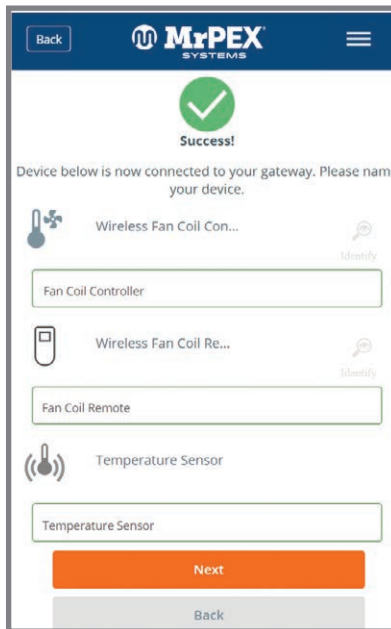 Back
MrPEX
SYSTEMS
Success!
Device below is now connected to your gateway. Please nam
your device.
Wireless Fan Coil Con...
Identify
Fan Coil Controller
Wireless Fan Coil Re...
Identify
Fan Coil Remote
Temperature Sensor
Temperature Sensor
Next
Back